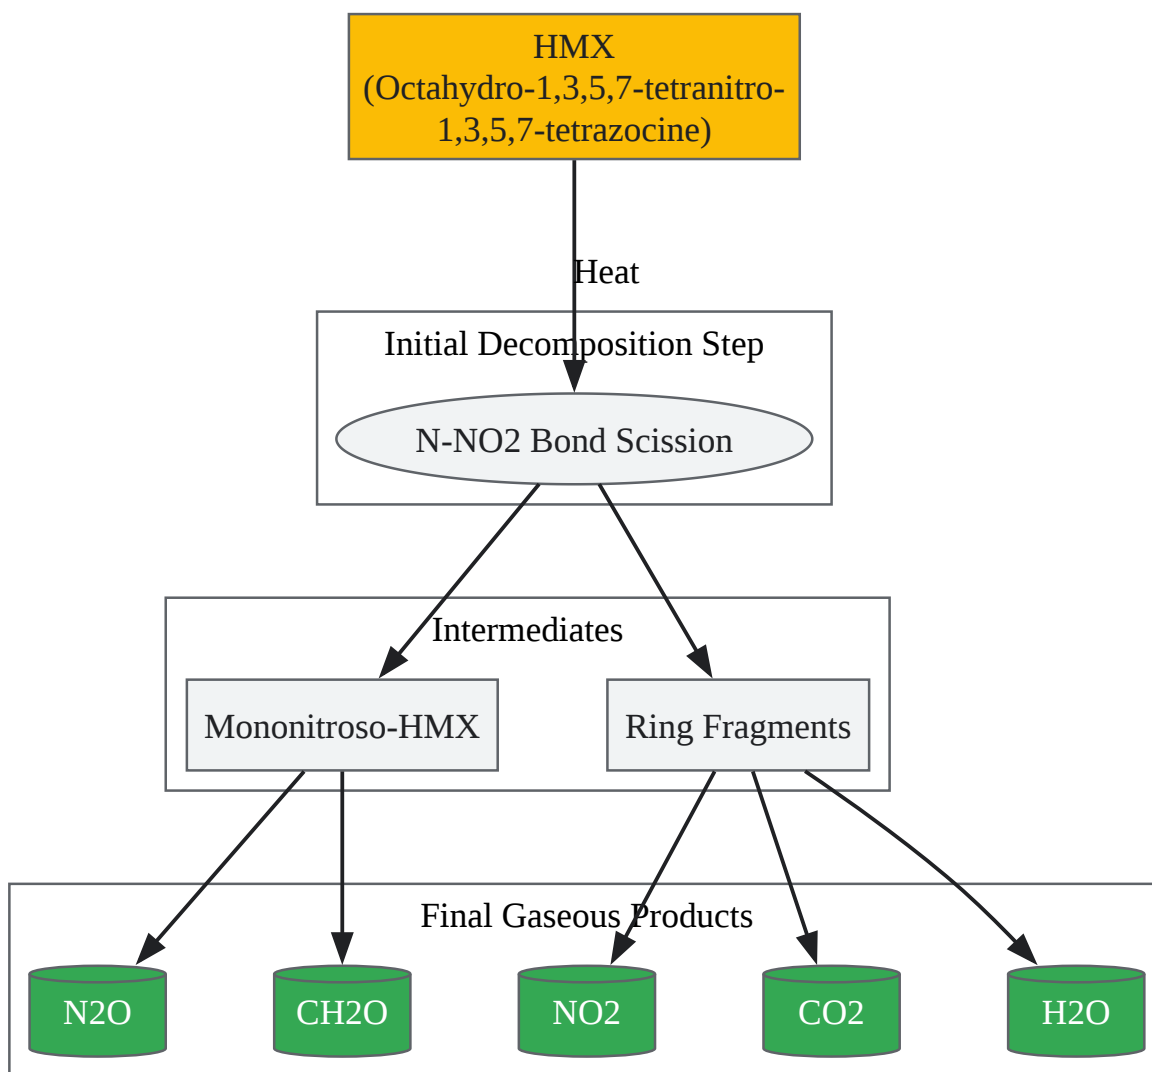 HMX
(Octahydro-1,3,5,7-tetranitro-
1,3,5,7-tetrazocine)
Heat
Initial Decomposition Step
N-NO2 Bond Scission
Intermediates
Mononitroso-HMX
Ring Fragments
Final Gaseous Products
N2O
CH2O
NO2
CO2
H2O